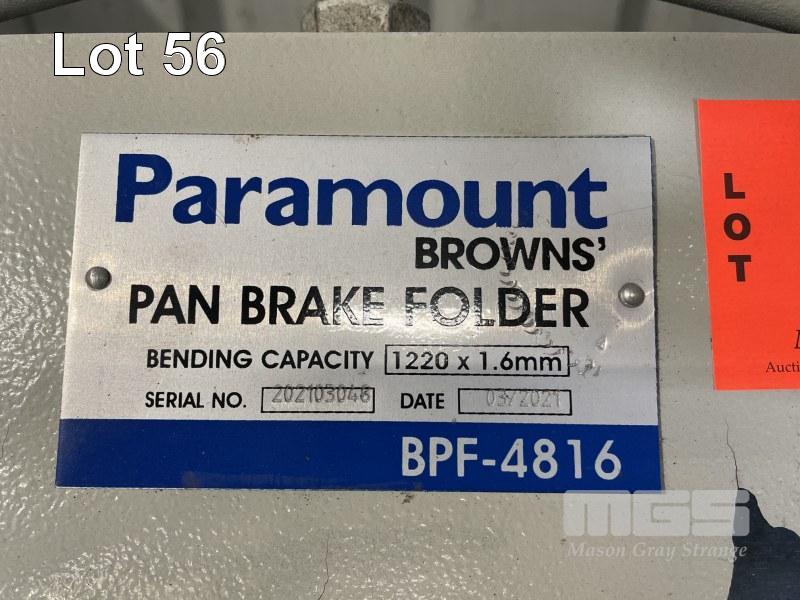 Lot 56
Paramount
BROWNS'
PAN BRAKE FOLDER
BENDING CAPACITY 1220 x 1.6mm
SERIAL NO. 202103048 DATE 03/2021
BPF-4816
LOT
MGS
Mason Gray Strange